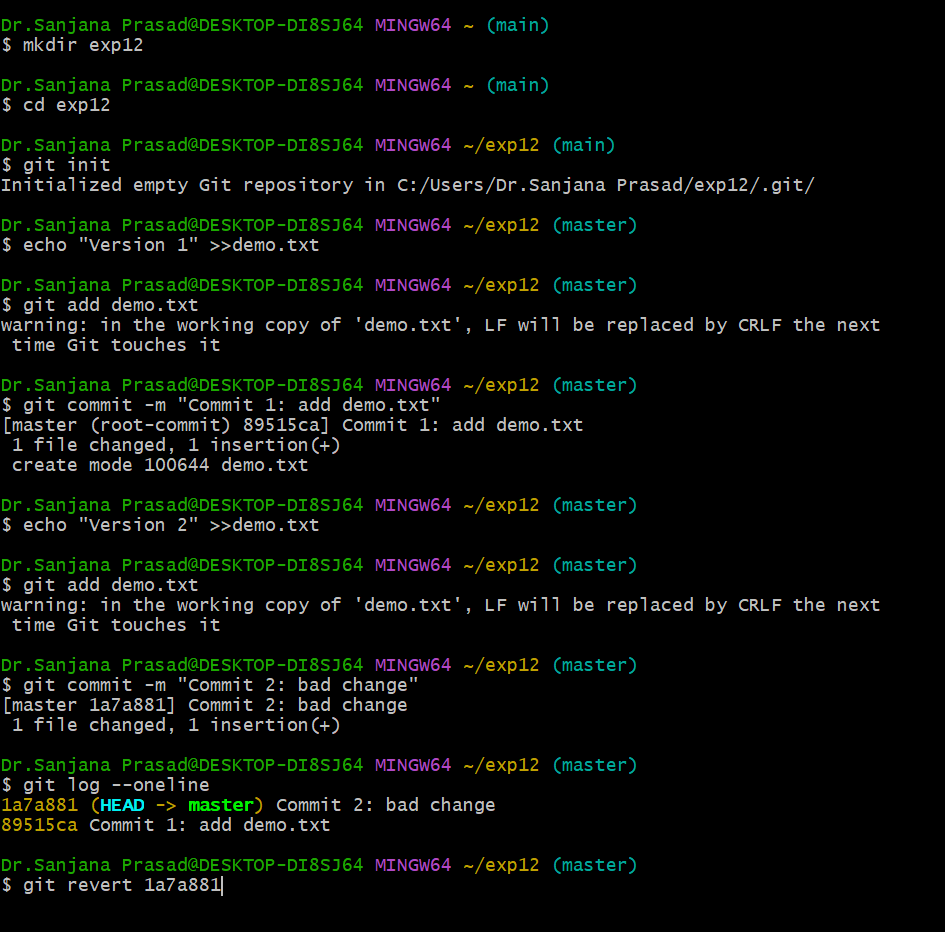 Dr.Sanjana Prasad@DESKTOP-DI8SJ64 MINGW64 ~ (main)
$ mkdir exp12
Dr.Sanjana Prasad@DESKTOP-DI8SJ64 MINGW64 ~ (main)
$ cd exp12
Dr.Sanjana Prasad@DESKTOP-DI8SJ64 MINGW64 ~/exp12 (main)
$ git init
Initialized empty Git repository in C:/Users/Dr.Sanjana Prasad/exp12/.git/
Dr.Sanjana Prasad@DESKTOP-DI8SJ64 MINGW64 ~/exp12 (master)
$ echo "Version 1" >>demo.txt
Dr.Sanjana Prasad@DESKTOP-DI8SJ64 MINGW64 ~/exp12 (master)
$ git add demo.txt
warning: in the working copy of 'demo.txt', LF will be replaced by CRLF the next
 time Git touches it
Dr.Sanjana Prasad@DESKTOP-DI8SJ64 MINGW64 ~/exp12 (master)
$ git commit -m "Commit 1: add demo.txt"
[master (root-commit) 89515ca] Commit 1: add demo.txt
 1 file changed, 1 insertion(+)
 create mode 100644 demo.txt
Dr.Sanjana Prasad@DESKTOP-DI8SJ64 MINGW64 ~/exp12 (master)
$ echo "Version 2" >>demo.txt
Dr.Sanjana Prasad@DESKTOP-DI8SJ64 MINGW64 ~/exp12 (master)
$ git add demo.txt
warning: in the working copy of 'demo.txt', LF will be replaced by CRLF the next
 time Git touches it
Dr.Sanjana Prasad@DESKTOP-DI8SJ64 MINGW64 ~/exp12 (master)
$ git commit -m "Commit 2: bad change"
[master 1a7a881] Commit 2: bad change
 1 file changed, 1 insertion(+)
Dr.Sanjana Prasad@DESKTOP-DI8SJ64 MINGW64 ~/exp12 (master)
$ git log --oneline
1a7a881 (HEAD -> master) Commit 2: bad change
89515ca Commit 1: add demo.txt
Dr.Sanjana Prasad@DESKTOP-DI8SJ64 MINGW64 ~/exp12 (master)
$ git revert 1a7a881